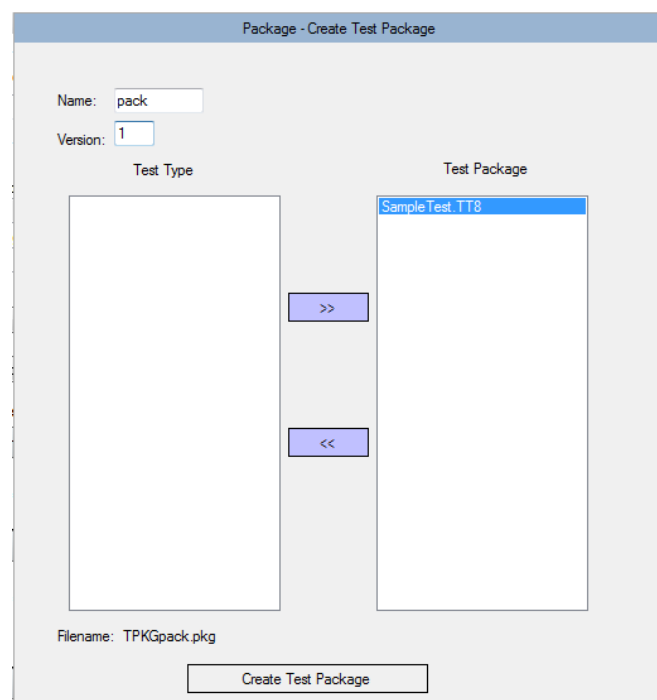 Package - Create Test Package
Name: pack
Version: 1
Test Type
Test Package
SampleTest.TT8
>>
<<
Filename: TPKGpack.pkg
Create Test Package